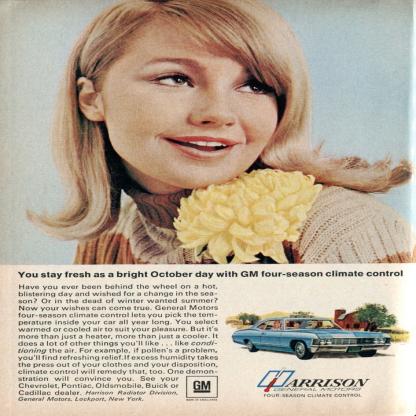 You stay fresh as a bright October day with GM four-season climate control
Have you ever been behind the wheel on a hot,
blistering day and wished for a change in the sea-
son? Or in the dead of winter wanted summer?
Now your wishes can come true. General Motors
four-season climate control lets you pick the tem-
perature inside your car all year long. You select
warmed or cooled air to suit your pleasure. But it's
more than just a heater, more than just a cooler. It
does a lot of other things you'll like . . . like condi-
tioning the air. For example, if pollen's a problem,
you'll find refreshing relief. If excess humidity takes
the press out of your clothes and your disposition,
climate control will remedy that, too. One demon-
stration will convince you. See your
Chevrolet, Pontiac, Oldsmobile, Buick or
Cadillac dealer. Harrison Radiator Division,
General Motors, Lockport, New York.
GM
MARK OF EXCELLENCE
HARRISON
GENERAL MOTORS
FOUR-SEASON CLIMATE CONTROL